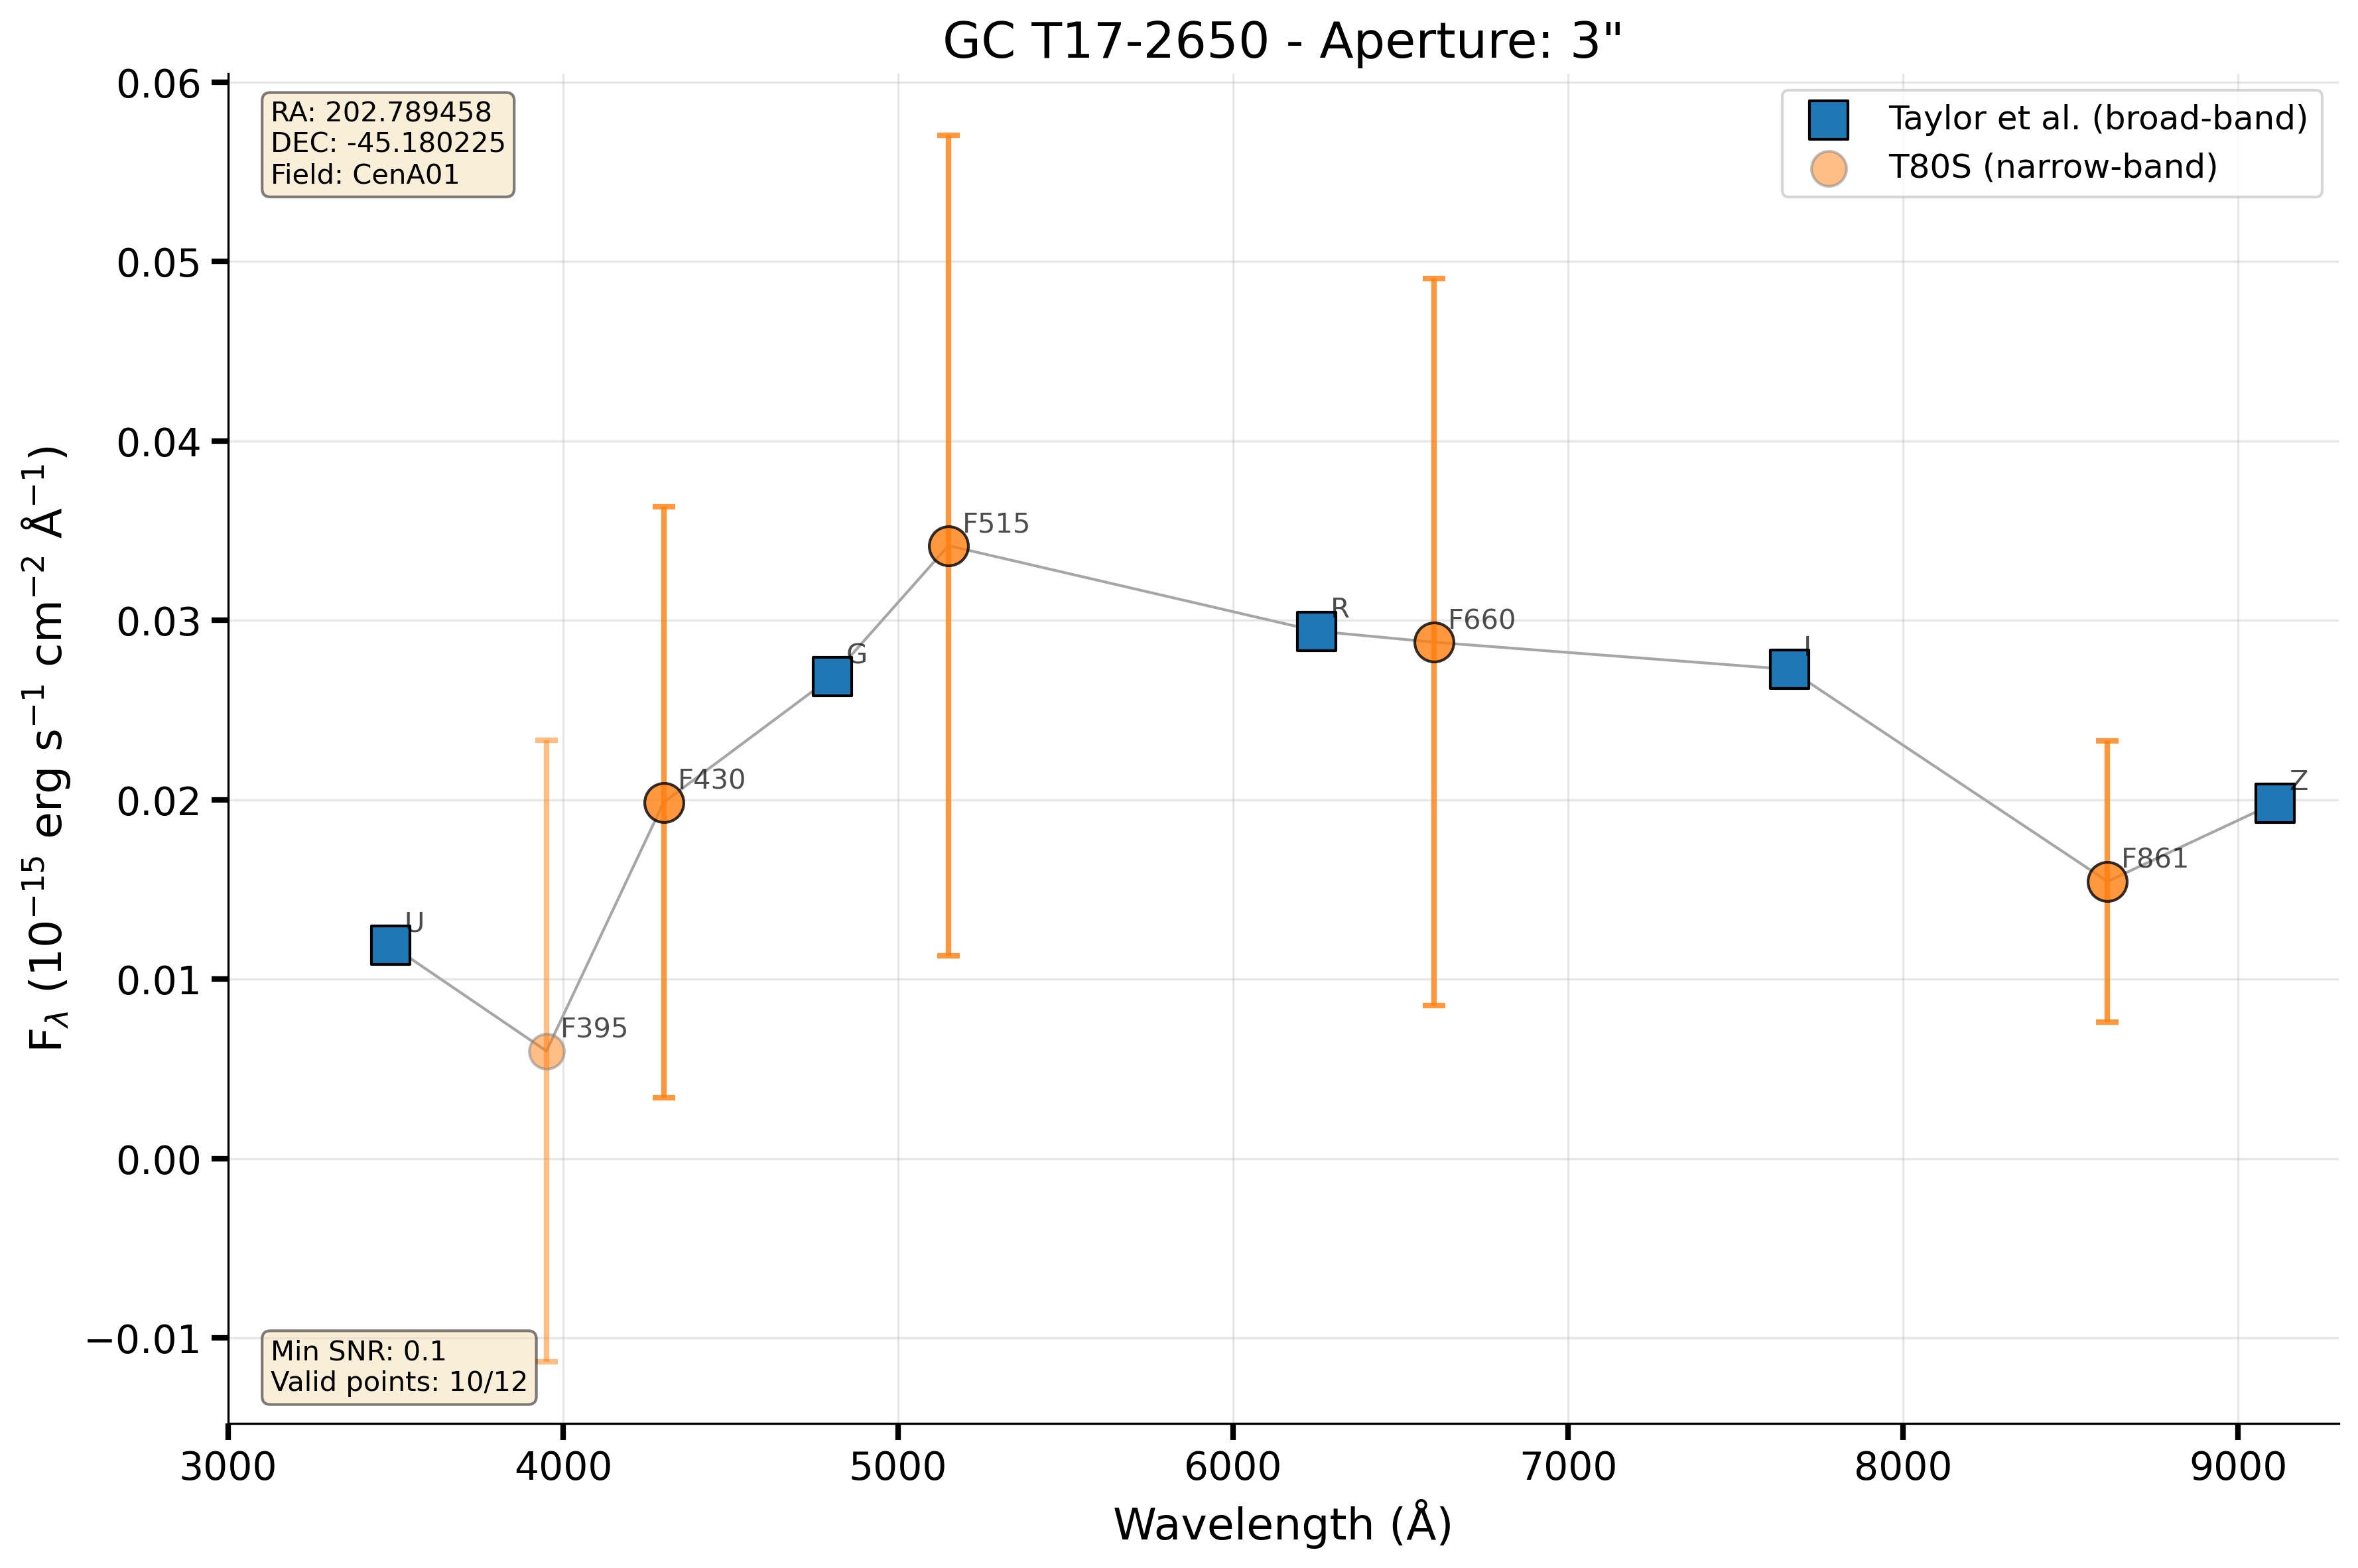 GC T17-2650 - Aperture: 3"
RA: 202.789458
DEC: -45.180225
Field: CenA01
Taylor et al. (broad-band)
T80S (narrow-band)
0.06
0.05
0.04
0.03
0.02
0.01
0.00
−0.01
F_λ (10⁻¹⁵ erg s⁻¹ cm⁻² Å⁻¹)
U
F395
F430
G
F515
R
F660
I
F861
Z
Min SNR: 0.1
Valid points: 10/12
3000 4000 5000 6000 7000 8000 9000
Wavelength (Å)